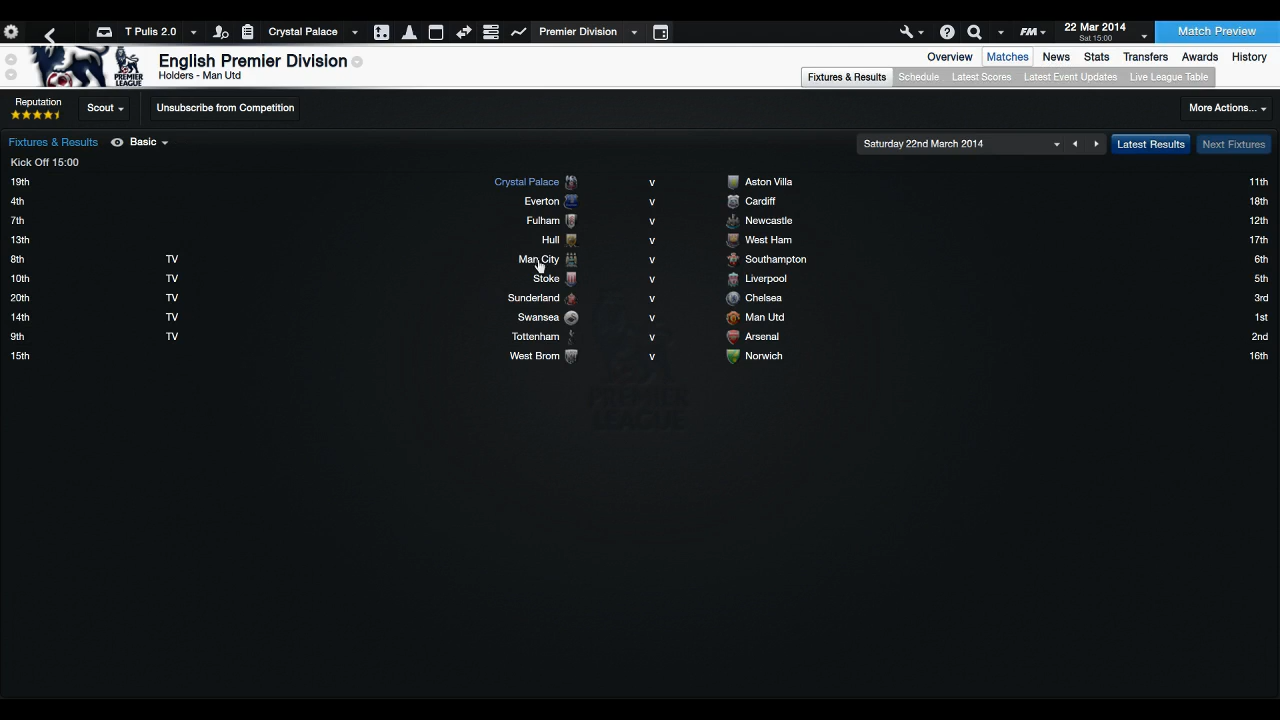 T Pulis 2.0 Crystal Palace Premier Division FM 22 Mar 2014 Sat 15:00 Match Preview
English Premier Division
Holders - Man Utd
PREMIER LEAGUE
Overview Matches News Stats Transfers Awards History
Fixtures & Results Schedule Latest Scores Latest Event Updates Live League Table
Reputation Scout Unsubscribe from Competition More Actions...
Fixtures & Results Basic Saturday 22nd March 2014 Latest Results Next Fixtures
Kick Off 15:00
19th Crystal Palace v Aston Villa 11th
4th Everton v Cardiff 18th
7th Fulham v Newcastle 12th
13th Hull v West Ham 17th
8th TV Man City v Southampton 6th
10th TV Stoke v Liverpool 5th
20th TV Sunderland v Chelsea 3rd
14th TV Swansea v Man Utd 1st
9th TV Tottenham v Arsenal 2nd
15th West Brom v Norwich 16th
PREMIER
LEAGUE